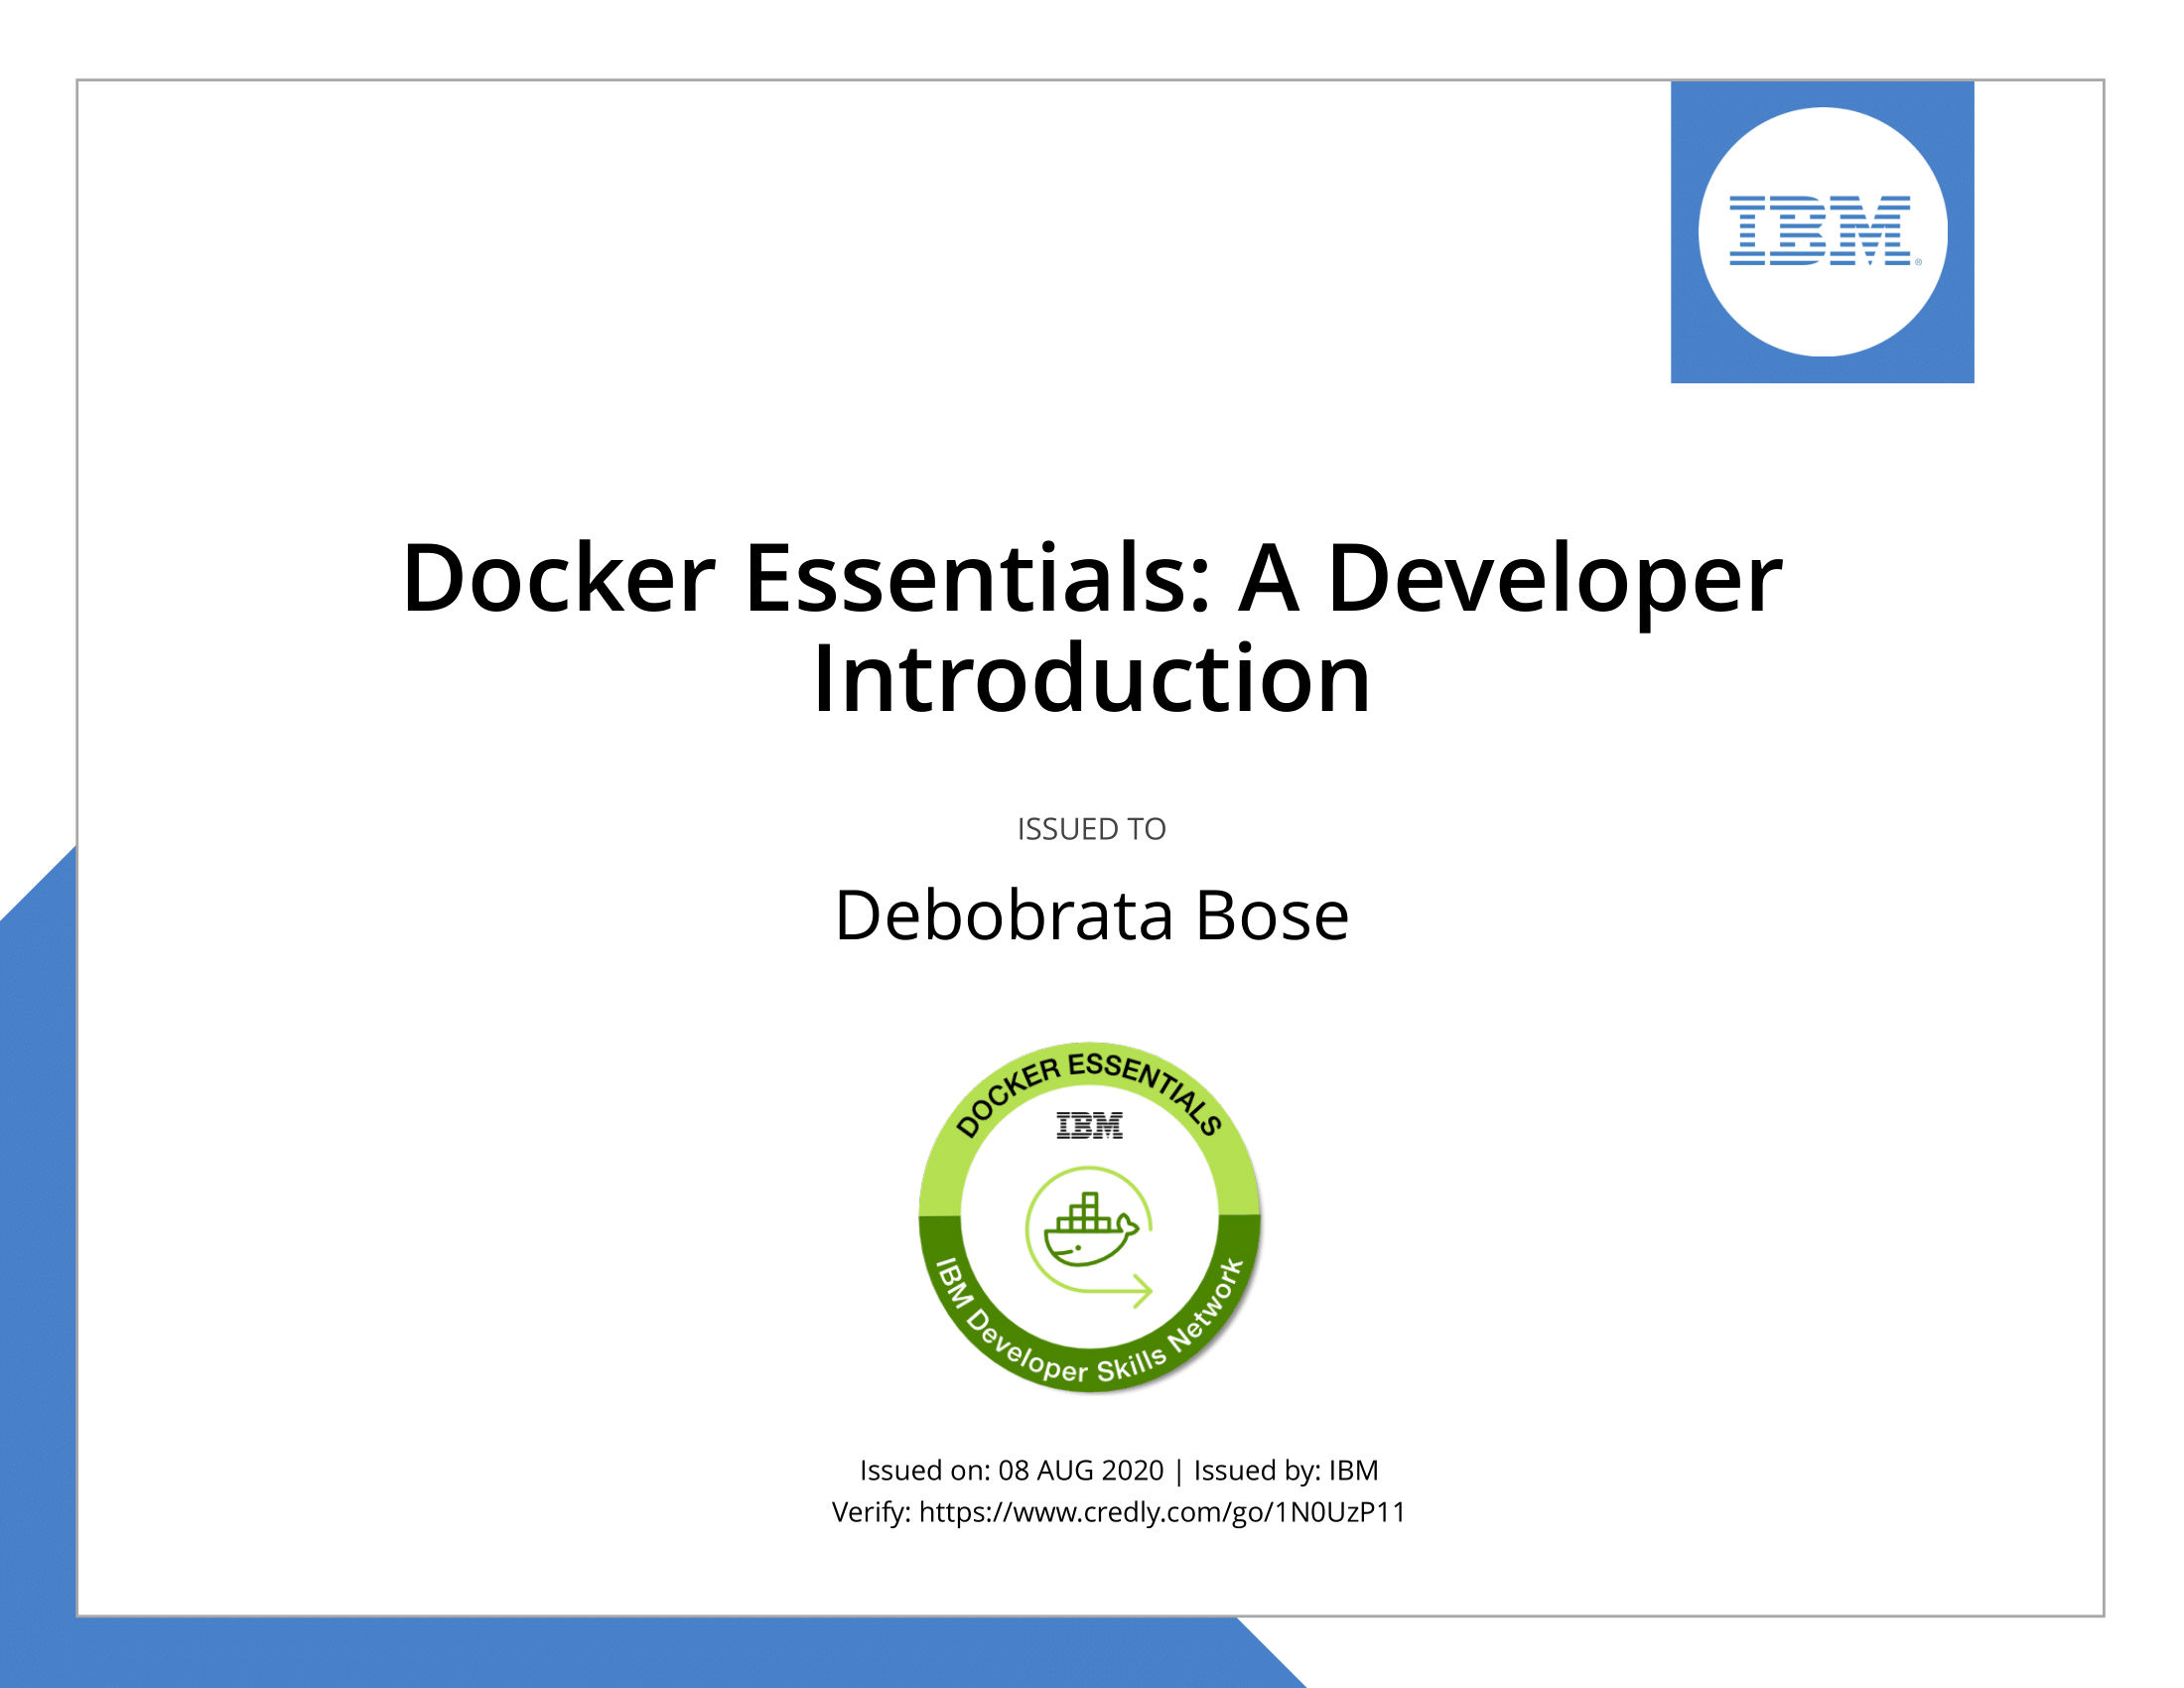 IBM®
Docker Essentials: A Developer
Introduction
ISSUED TO
Debobrata Bose
DOCKER ESSENTIALS
IBM
IBM Developer Skills Network
Issued on: 08 AUG 2020 | Issued by: IBM
Verify: https://www.credly.com/go/1N0UzP11